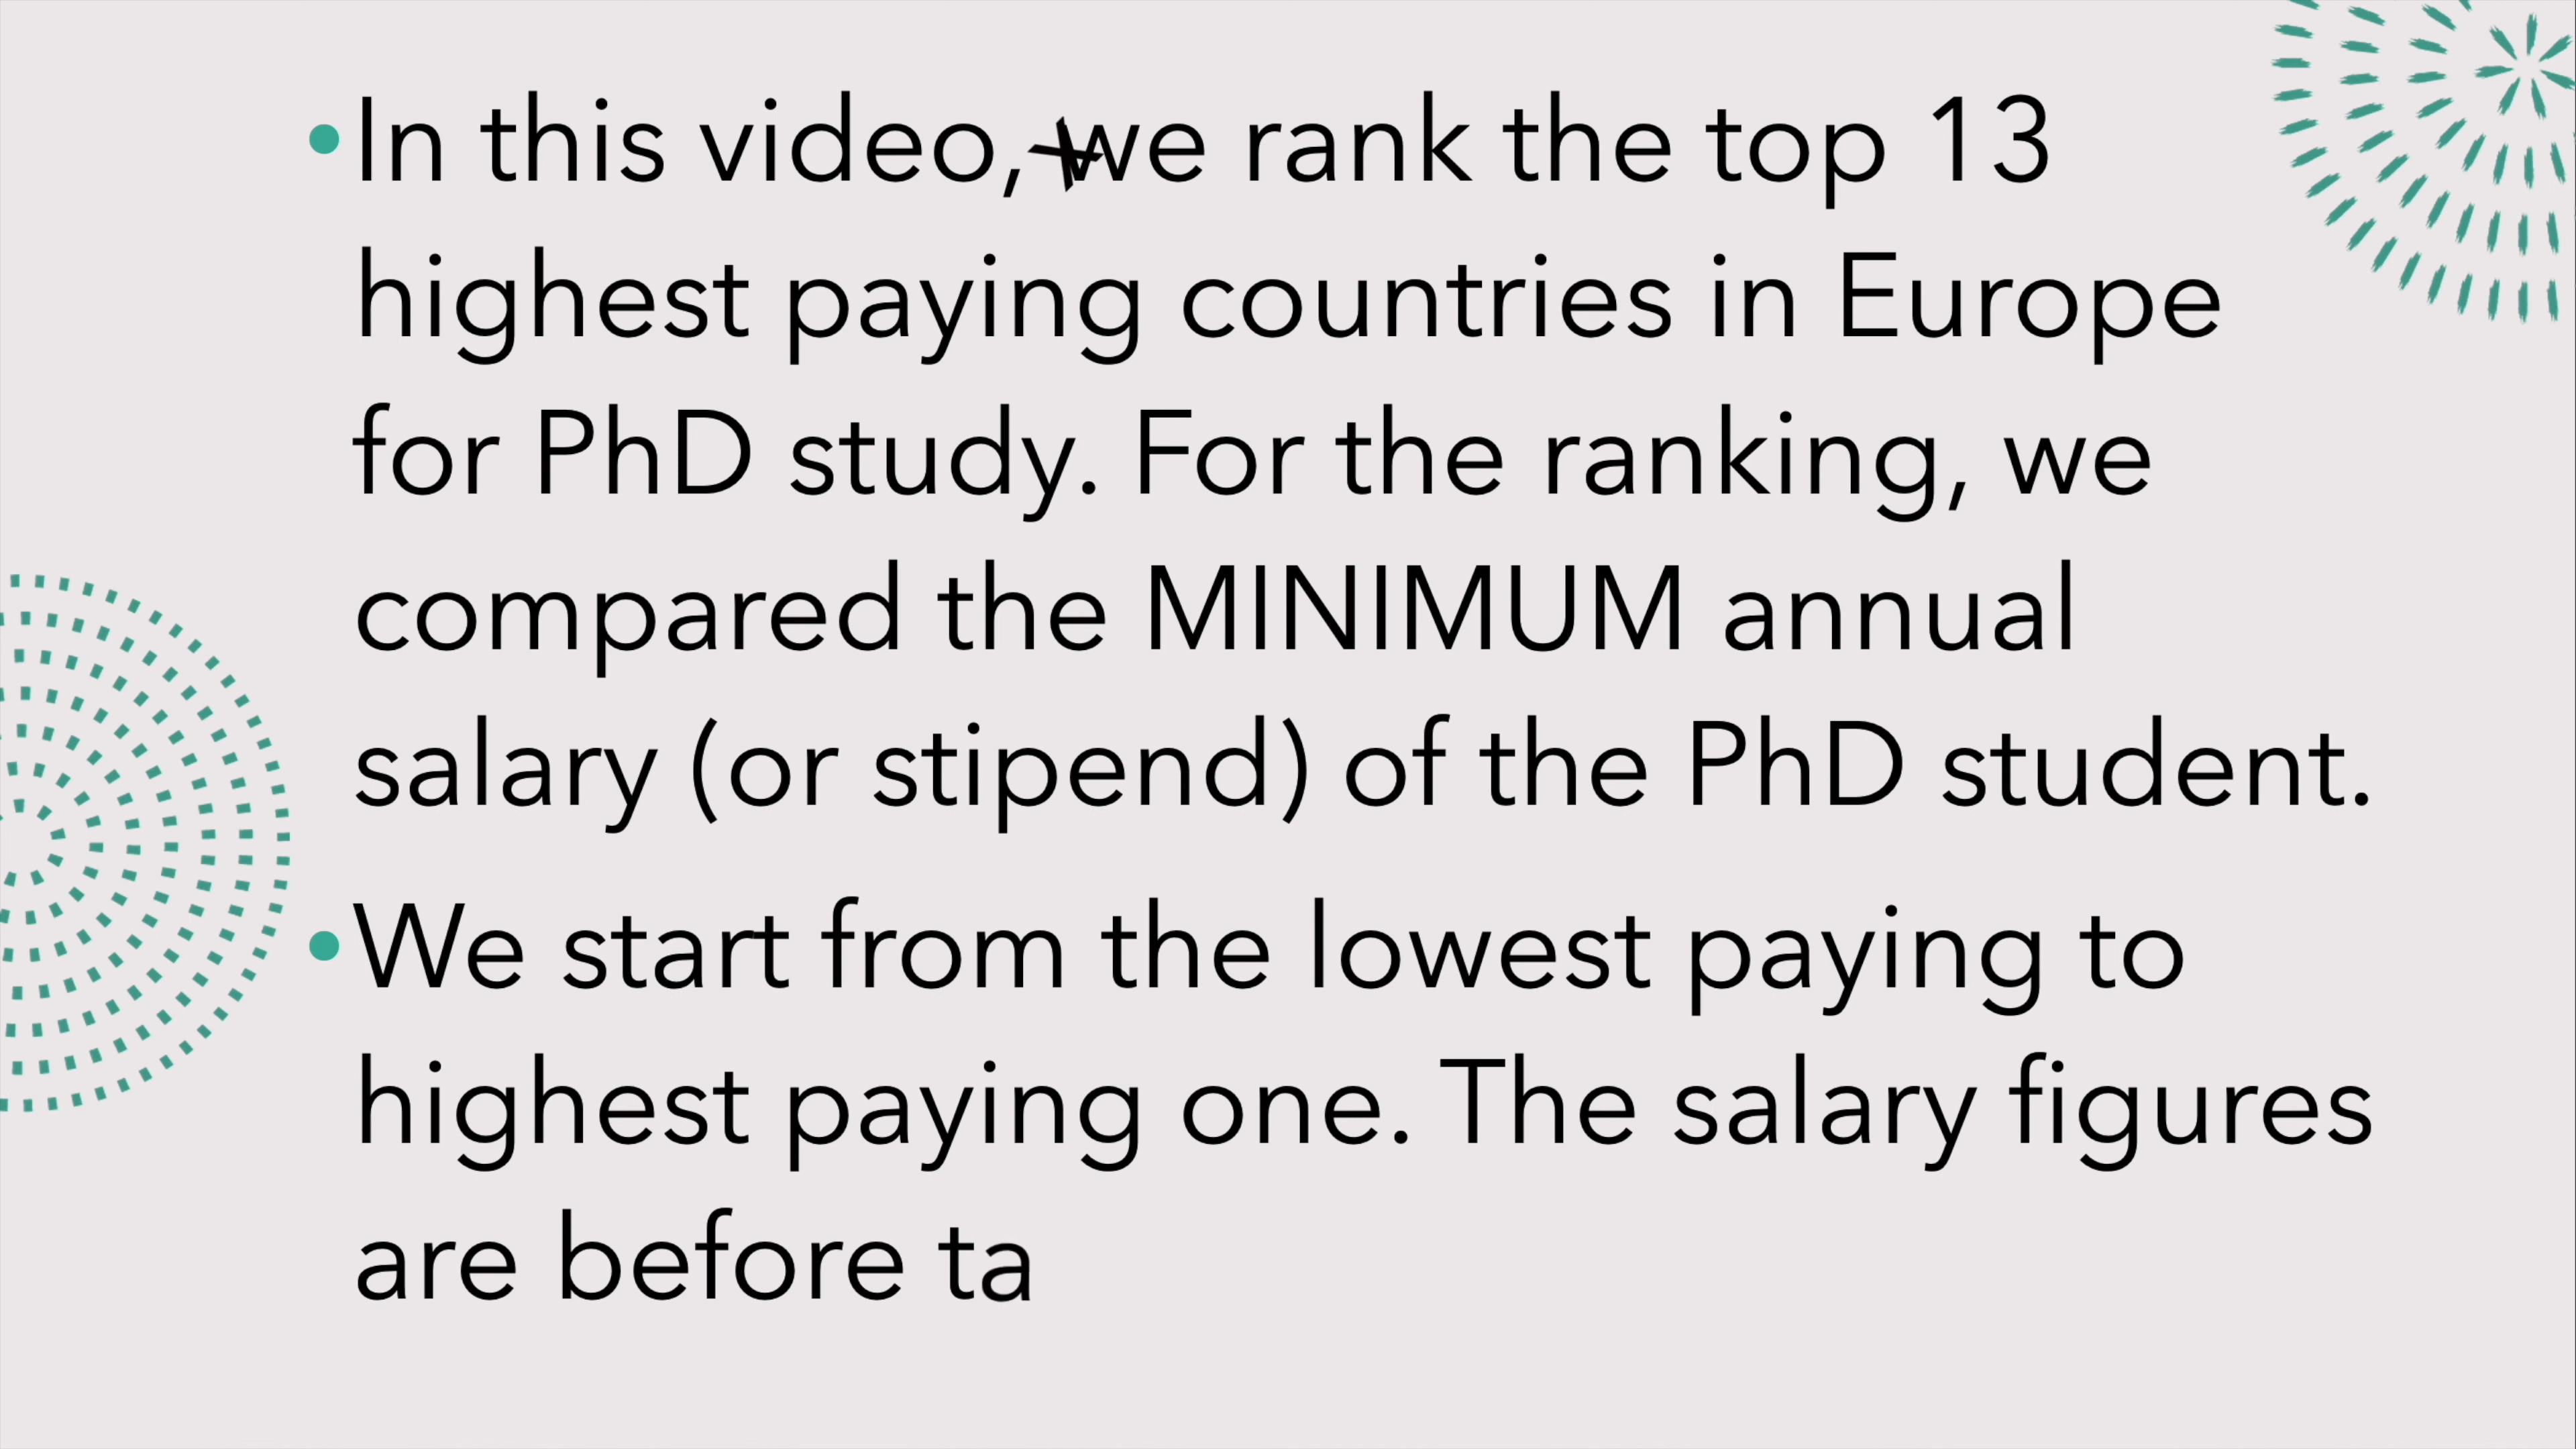 •In this video, we rank the top 13
highest paying countries in Europe
for PhD study. For the ranking, we
compared the MINIMUM annual
salary (or stipend) of the PhD student.
•We start from the lowest paying to
highest paying one. The salary figures
are before ta